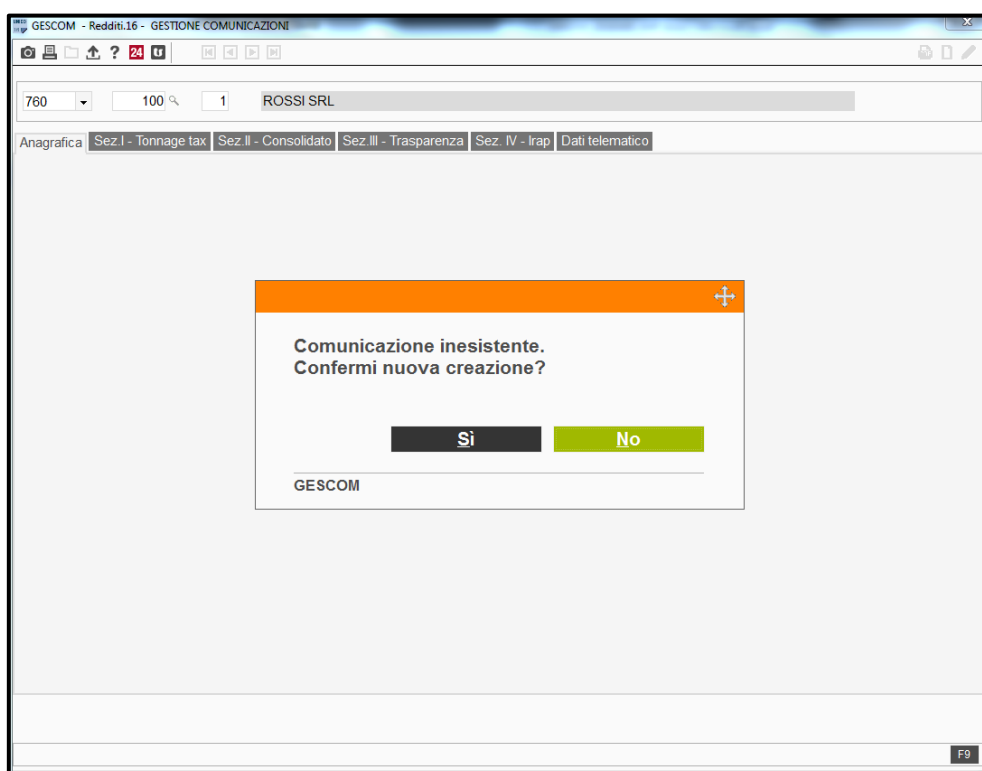 GESCOM - Redditi.16 - GESTIONE COMUNICAZIONI
? 24 U
760 100 1 ROSSI SRL
Anagrafica Sez.I - Tonnage tax Sez.II - Consolidato Sez.III - Trasparenza Sez. IV - Irap Dati telematico
Comunicazione inesistente.
Confermi nuova creazione?
Sì No
GESCOM
F9